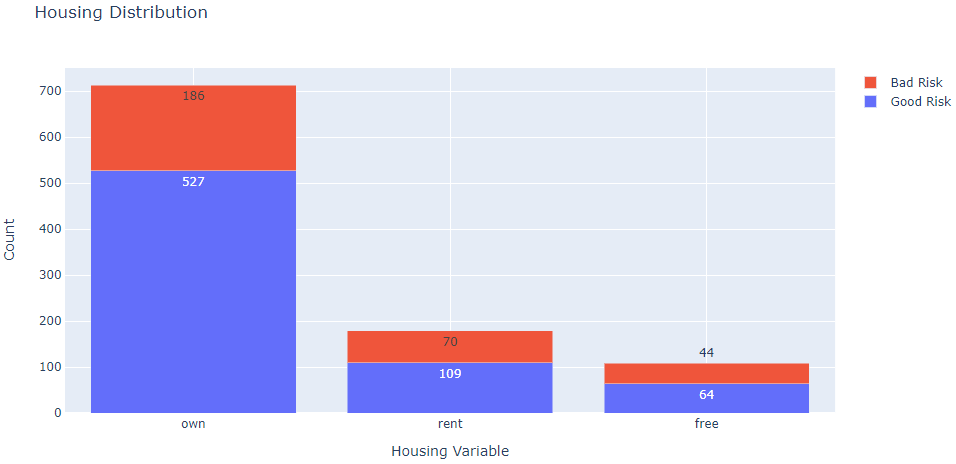 Housing Distribution
Bad Risk
Good Risk
Count
700
600
500
400
300
200
100
0
186
527
70
109
44
64
own
rent
free
Housing Variable